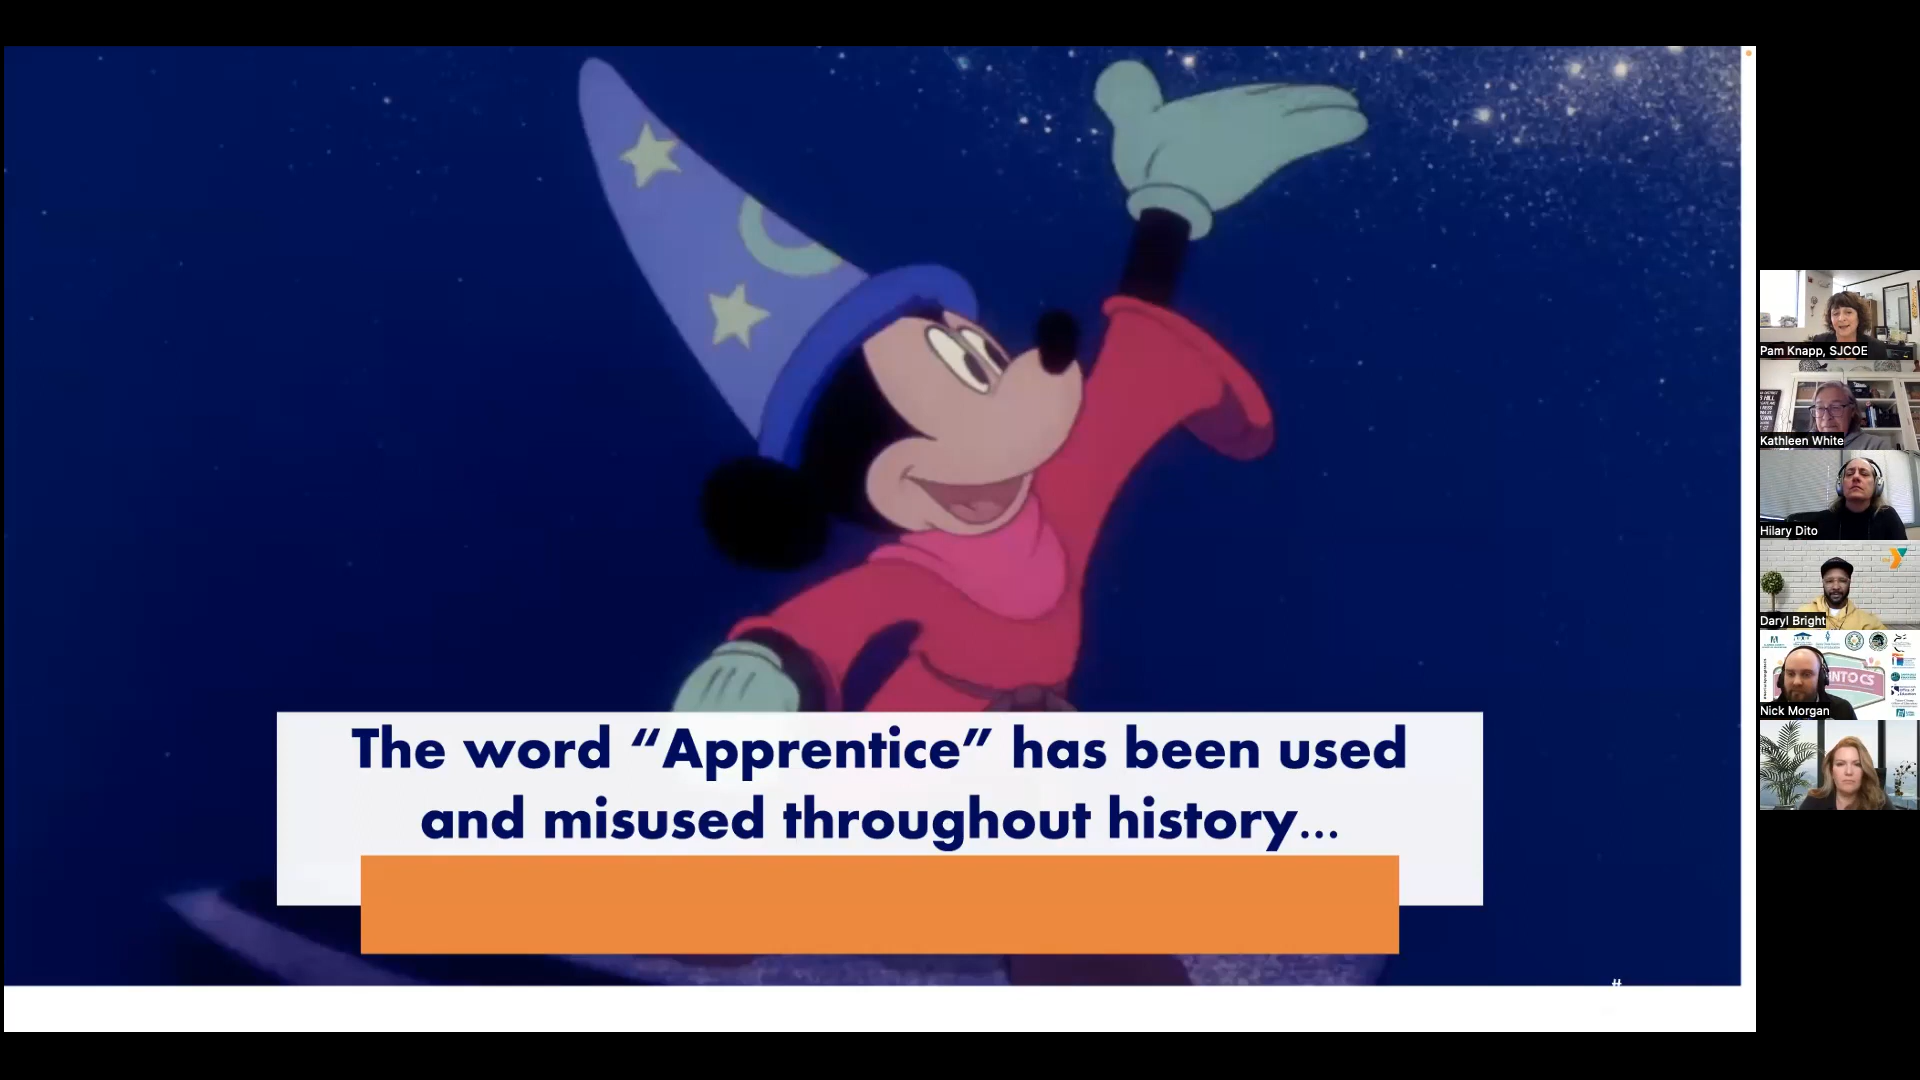 The word “Apprentice” has been used
and misused throughout history...
#
Pam Knapp, SJCOE
Kathleen White
Hilary Dito
Daryl Bright
INTO CS
Nick Morgan